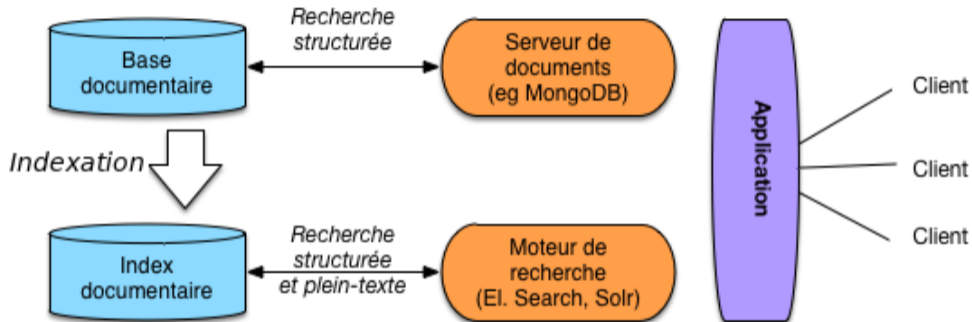 Recherche
structurée
Base
documentaire
Serveur de
documents
(eg MongoDB)
Indexation
Index
documentaire
Recherche
structurée
et plein-texte
Moteur de
recherche
(El. Search, Solr)
Application
Client
Client
Client